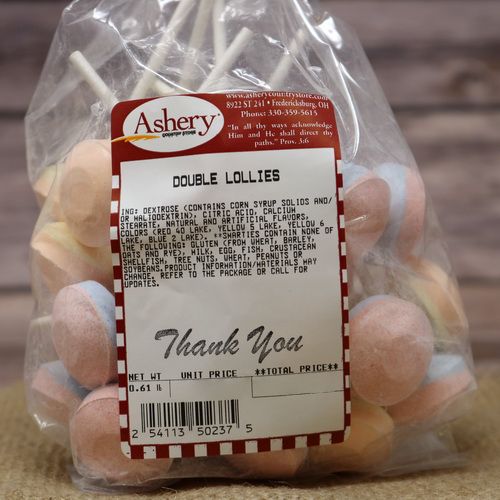 www.asherycountrystore.com
8922 ST 241 • Fredericksburg, OH
Phone: 330-359-5615
"In all thy ways acknowledge
Him and He shall direct thy
paths." Prov. 3:6
Ashery
COUNTRY STORE
DOUBLE LOLLIES
ING: DEXTROSE (CONTAINS CORN SYRUP SOLIDS AND/
OR MALIODEXTRIN), CITRIC ACID, CALCIUM
STEARATE, NATURAL AND ARTIFICIAL FLAVORS,
COLORS (RED 40 LAKE, YELLOW 5 LAKE, YELLOW 6
LAKE, BLUE 2 LAKE). **SMARTIES CONTAIN NONE OF
THE FOLLOWING: GLUTEN (FROM WHEAT, BARLEY,
OATS AND RYE), MILK, EGG, FISH, CRUSTACEAN
SHELLFISH, TREE NUTS, WHEAT, PEANUTS OR
SOYBEANS.PRODUCT INFORMATION/MATERIALS MAY
CHANGE. REFER TO THE PACKAGE OR CALL FOR
UPDATES.
Thank You
NET WT UNIT PRICE **TOTAL PRICE**
0.61 lb
2 54113 50237 5